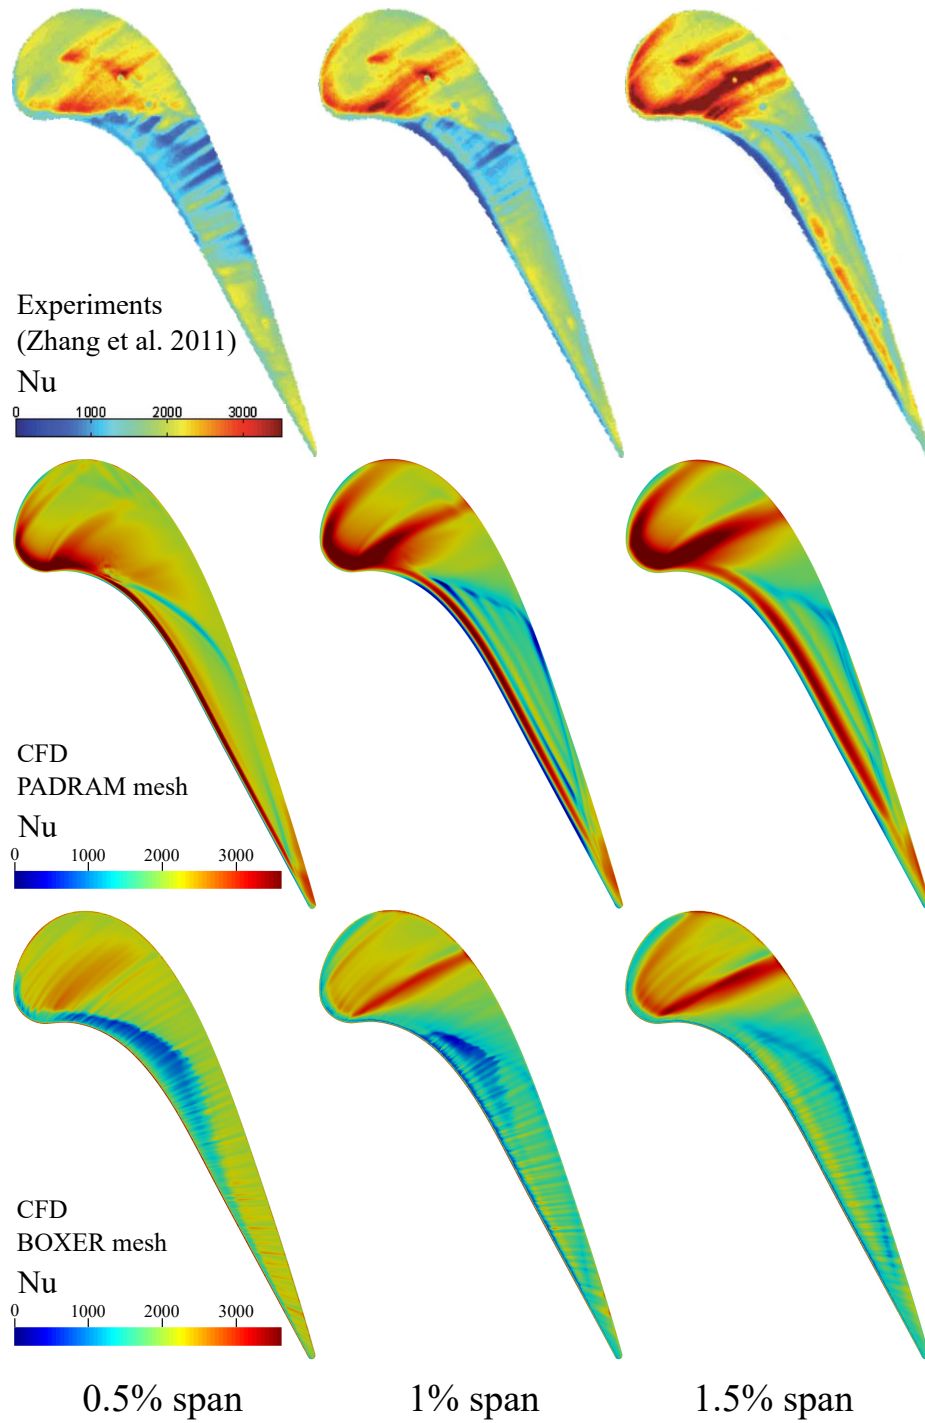 Experiments
(Zhang et al. 2011)
Nu
0 1000 2000 3000
CFD
PADRAM mesh
Nu
0 1000 2000 3000
CFD
BOXER mesh
Nu
0 1000 2000 3000
0.5% span 1% span 1.5% span